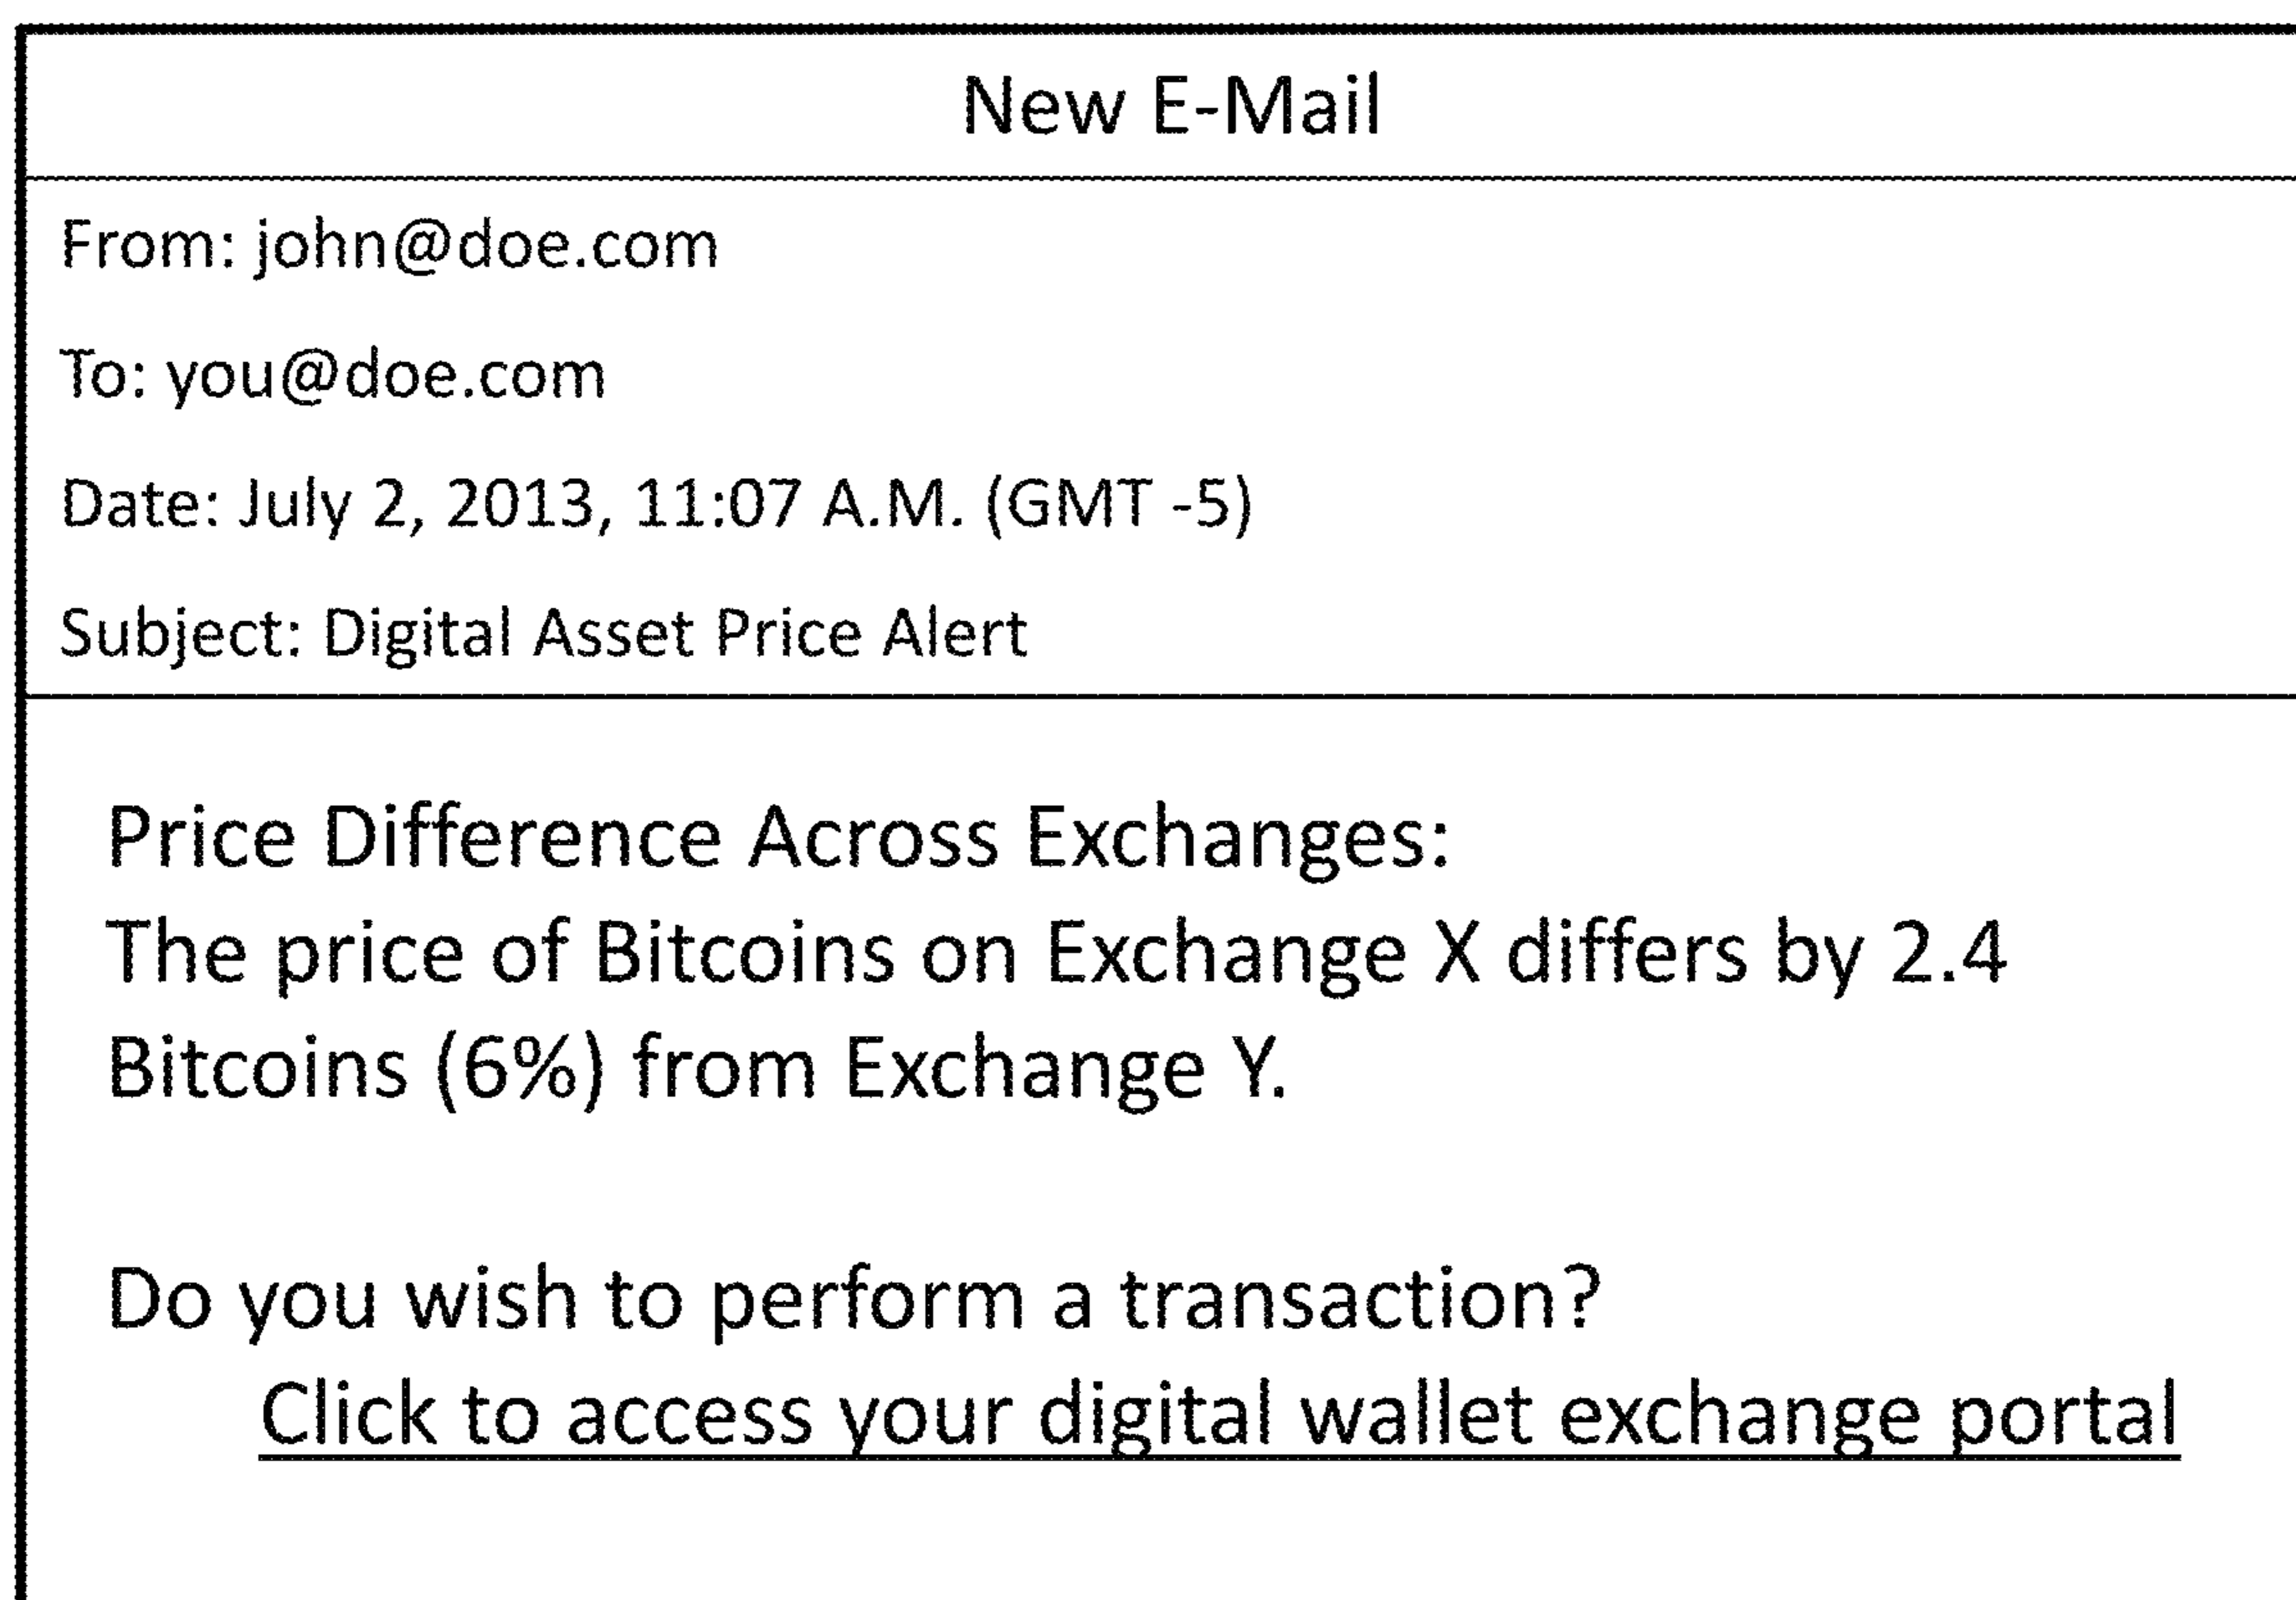 New E-Mail
From: john@doe.com
To: you@doe.com
Date: July 2, 2013, 11:07 A.M. (GMT -5)
Subject: Digital Asset Price Alert
Price Difference Across Exchanges:
The price of Bitcoins on Exchange X differs by 2.4
Bitcoins (6%) from Exchange Y.
Do you wish to perform a transaction?
Click to access your digital wallet exchange portal